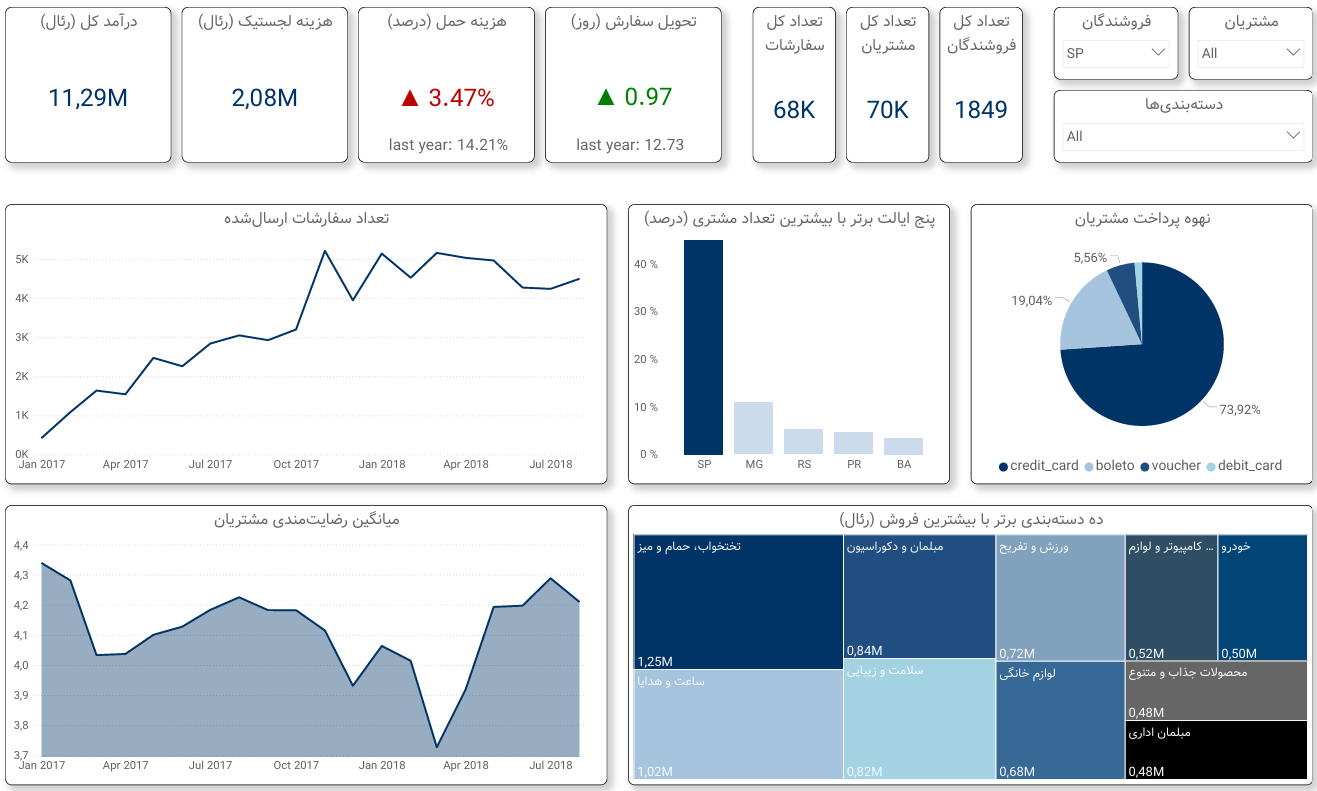 درآمد کل (رئال)
11,29M
هزینه لجستیک (رئال)
2,08M
هزینه حمل (درصد)
▲ 3.47%
last year: 14.21%
تحویل سفارش (روز)
▲ 0.97
last year: 12.73
تعداد کل
سفارشات
68K
تعداد کل
مشتریان
70K
تعداد کل
فروشندگان
1849
فروشندگان
SP
مشتریان
All
دسته‌بندی‌ها
All
تعداد سفارشات ارسال‌شده
5K
4K
3K
2K
1K
0K
Jan 2017 Apr 2017 Jul 2017 Oct 2017 Jan 2018 Apr 2018 Jul 2018
پنج ایالت برتر با بیشترین تعداد مشتری (درصد)
40 %
30 %
20 %
10 %
0 %
SP MG RS PR BA
نهوه پرداخت مشتریان
5,56%
19,04%
73,92%
credit_card boleto voucher debit_card
میانگین رضایت‌مندی مشتریان
4,4
4,3
4,2
4,1
4,0
3,9
3,8
3,7
Jan 2017 Apr 2017 Jul 2017 Oct 2017 Jan 2018 Apr 2018 Jul 2018
ده دسته‌بندی برتر با بیشترین فروش (رئال)
تختخواب، حمام و میز
1,25M
ساعت و هدایا
1,02M
مبلمان و دکوراسیون
0,84M
سلامت و زیبایی
0,82M
ورزش و تفریح
0,72M
لوازم خانگی
0,68M
کامپیوتر و لوازم ...
0,52M
خودرو
0,50M
محصولات جذاب و متنوع
0,48M
مبلمان اداری
0,48M